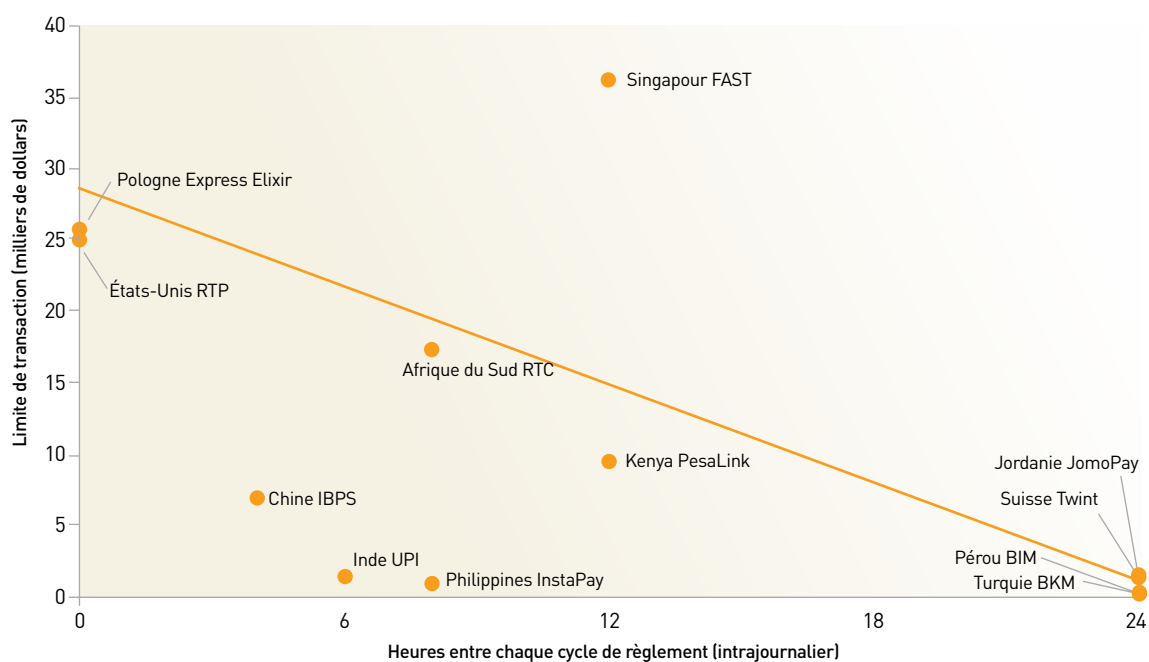 Limite de transaction (milliers de dollars)
40
35
30
25
20
15
10
5
0
Singapour FAST
Pologne Express Elixir
États-Unis RTP
Afrique du Sud RTC
Kenya PesaLink
Jordanie JomoPay
Chine IBPS
Suisse Twint
Inde UPI
Pérou BIM
Philippines InstaPay
Turquie BKM
0
6
12
18
24
Heures entre chaque cycle de règlement (intrajournalier)